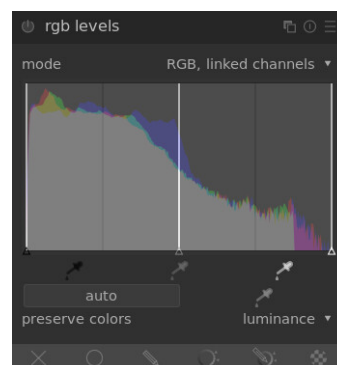 rgb levels
mode RGB, linked channels
auto
preserve colors luminance